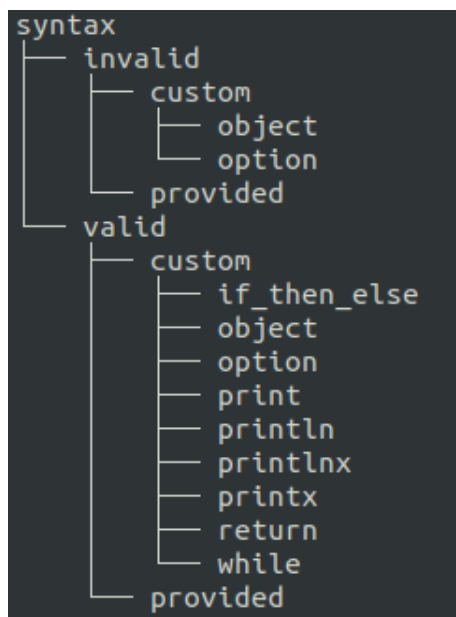 syntax
├── invalid
│   ├── custom
│   │   ├── object
│   │   └── option
│   └── provided
└── valid
    ├── custom
    │   ├── if_then_else
    │   ├── object
    │   ├── option
    │   ├── print
    │   ├── println
    │   ├── printlnx
    │   ├── printx
    │   ├── return
    │   └── while
    └── provided